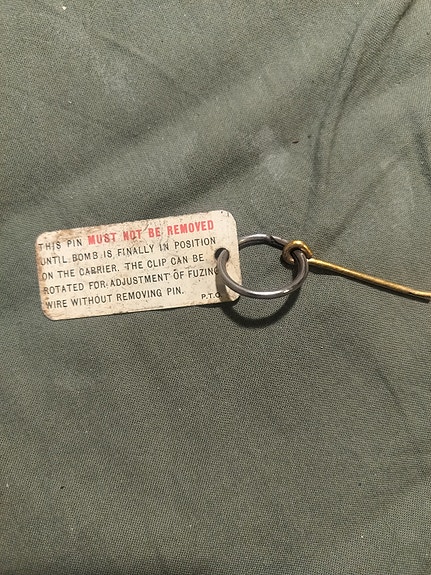 THIS PIN MUST NOT BE REMOVED
UNTIL BOMB IS FINALLY IN POSITION
ON THE CARRIER. THE CLIP CAN BE
ROTATED FOR ADJUSTMENT OF FUZING
WIRE WITHOUT REMOVING PIN.
P.T.O.